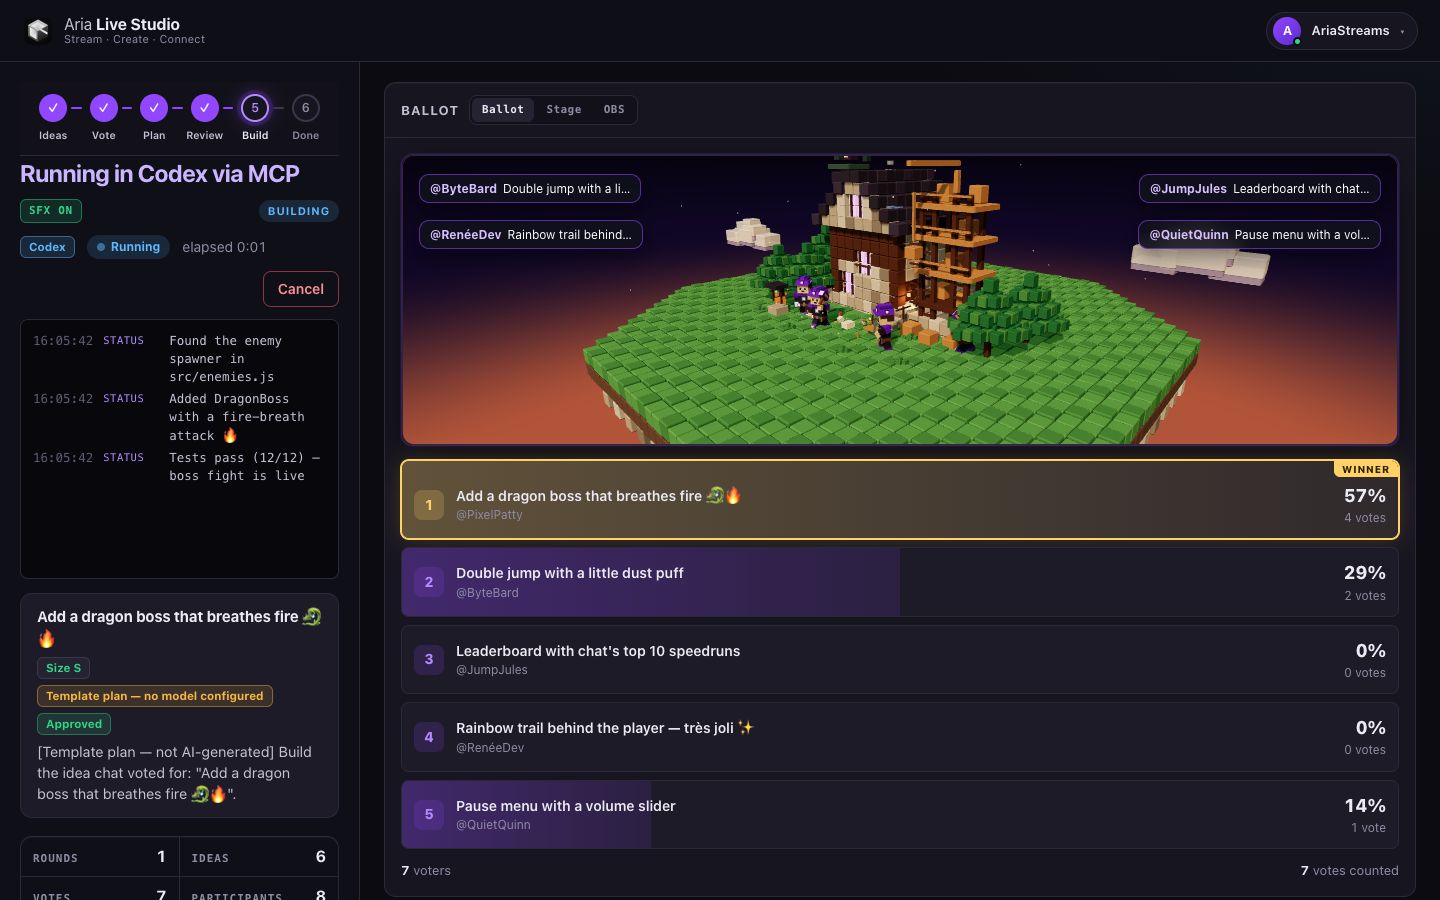 Aria Live Studio
Stream · Create · Connect
A
AriaStreams
5
6
Ideas
Vote
Plan
Review
Build
Done
Running in Codex via MCP
SFX ON
BUILDING
Codex
Running
elapsed 0:01
Cancel
16:05:42 STATUS Found the enemy
spawner in
src/enemies.js
16:05:42 STATUS Added DragonBoss
with a fire-breath
attack 🔥
16:05:42 STATUS Tests pass (12/12) —
boss fight is live
Add a dragon boss that breathes fire 🐉
🔥
Size S
Template plan — no model configured
Approved
[Template plan — not AI-generated] Build
the idea chat voted for: "Add a dragon
boss that breathes fire 🐉🔥".
ROUNDS 1
IDEAS 6
VOTES 7
PARTICIPANTS 8
BALLOT
Ballot
Stage
OBS
@ByteBard Double jump with a li...
@JumpJules Leaderboard with chat...
@RenéeDev Rainbow trail behind...
@QuietQuinn Pause menu with a vol...
WINNER
1
Add a dragon boss that breathes fire 🐉🔥
@PixelPatty
57%
4 votes
2
Double jump with a little dust puff
@ByteBard
29%
2 votes
3
Leaderboard with chat's top 10 speedruns
@JumpJules
0%
0 votes
4
Rainbow trail behind the player — très joli ✨
@RenéeDev
0%
0 votes
5
Pause menu with a volume slider
@QuietQuinn
14%
1 vote
7 voters
7 votes counted